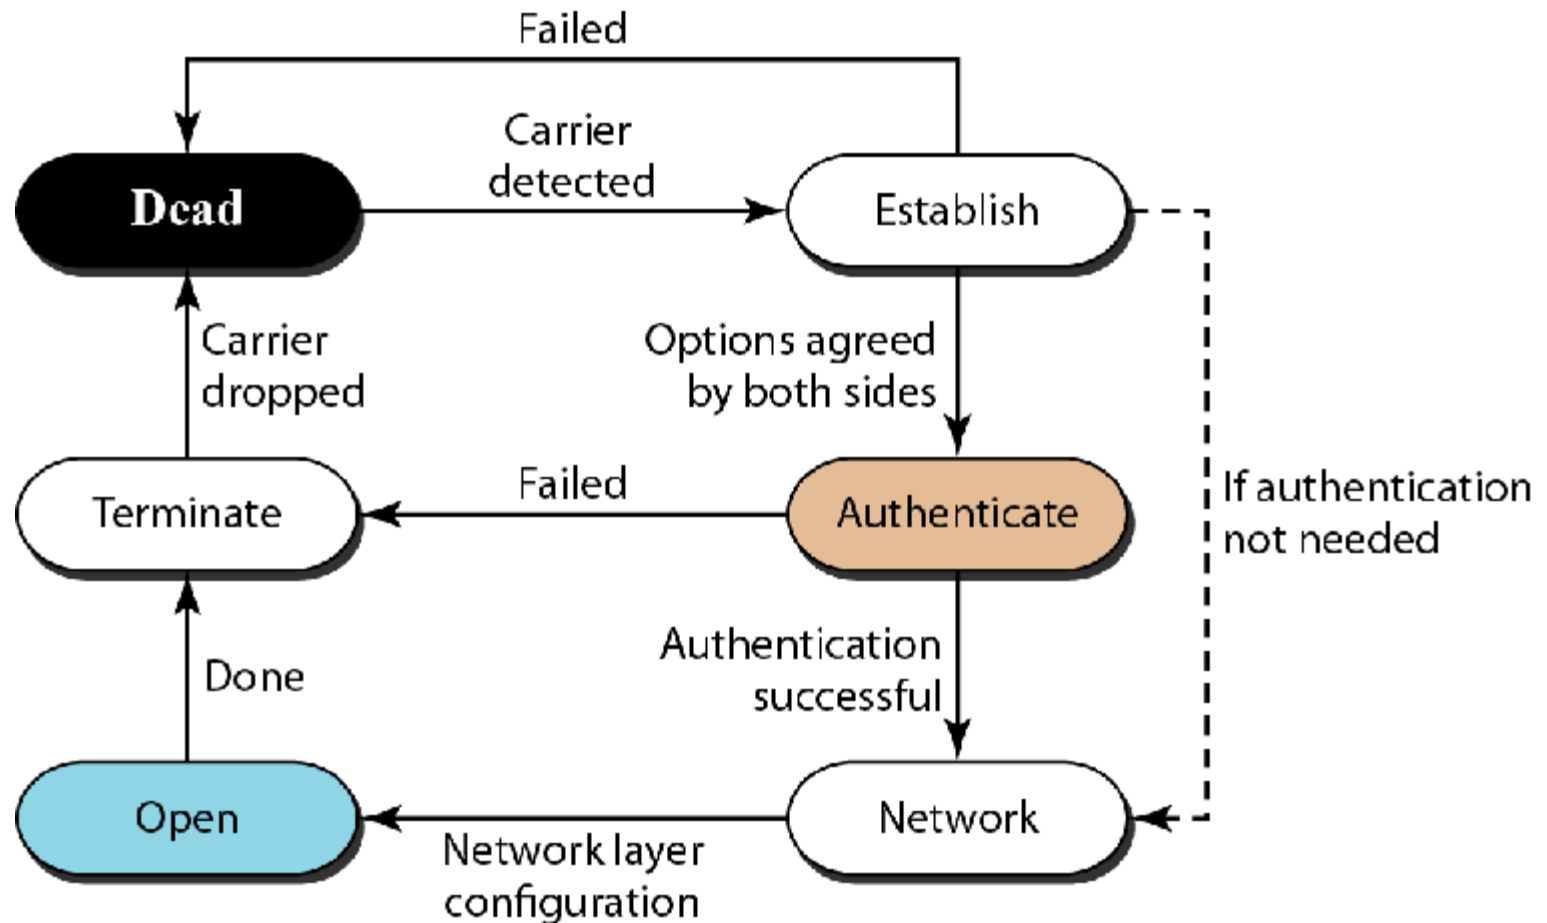 Failed
Carrier
detected
Dcad
Establish
Carrier
dropped
Options agreed
by both sides
Terminate
Failed
Authenticate
If authentication
not needed
Done
Authentication
successful
Open
Network
Network layer
configuration